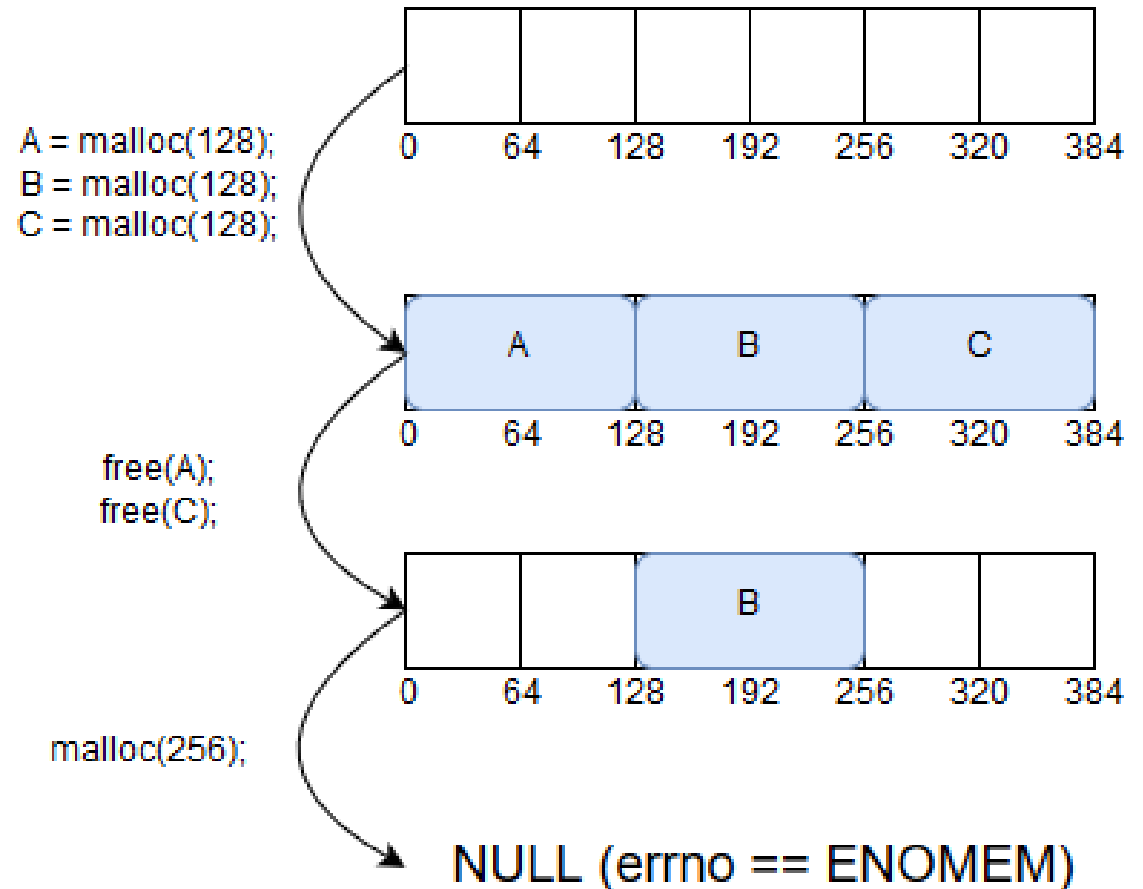 0 64 128 192 256 320 384
A = malloc(128);
B = malloc(128);
C = malloc(128);
A B C
0 64 128 192 256 320 384
free(A);
free(C);
B
0 64 128 192 256 320 384
malloc(256);
NULL (errno == ENOMEM)